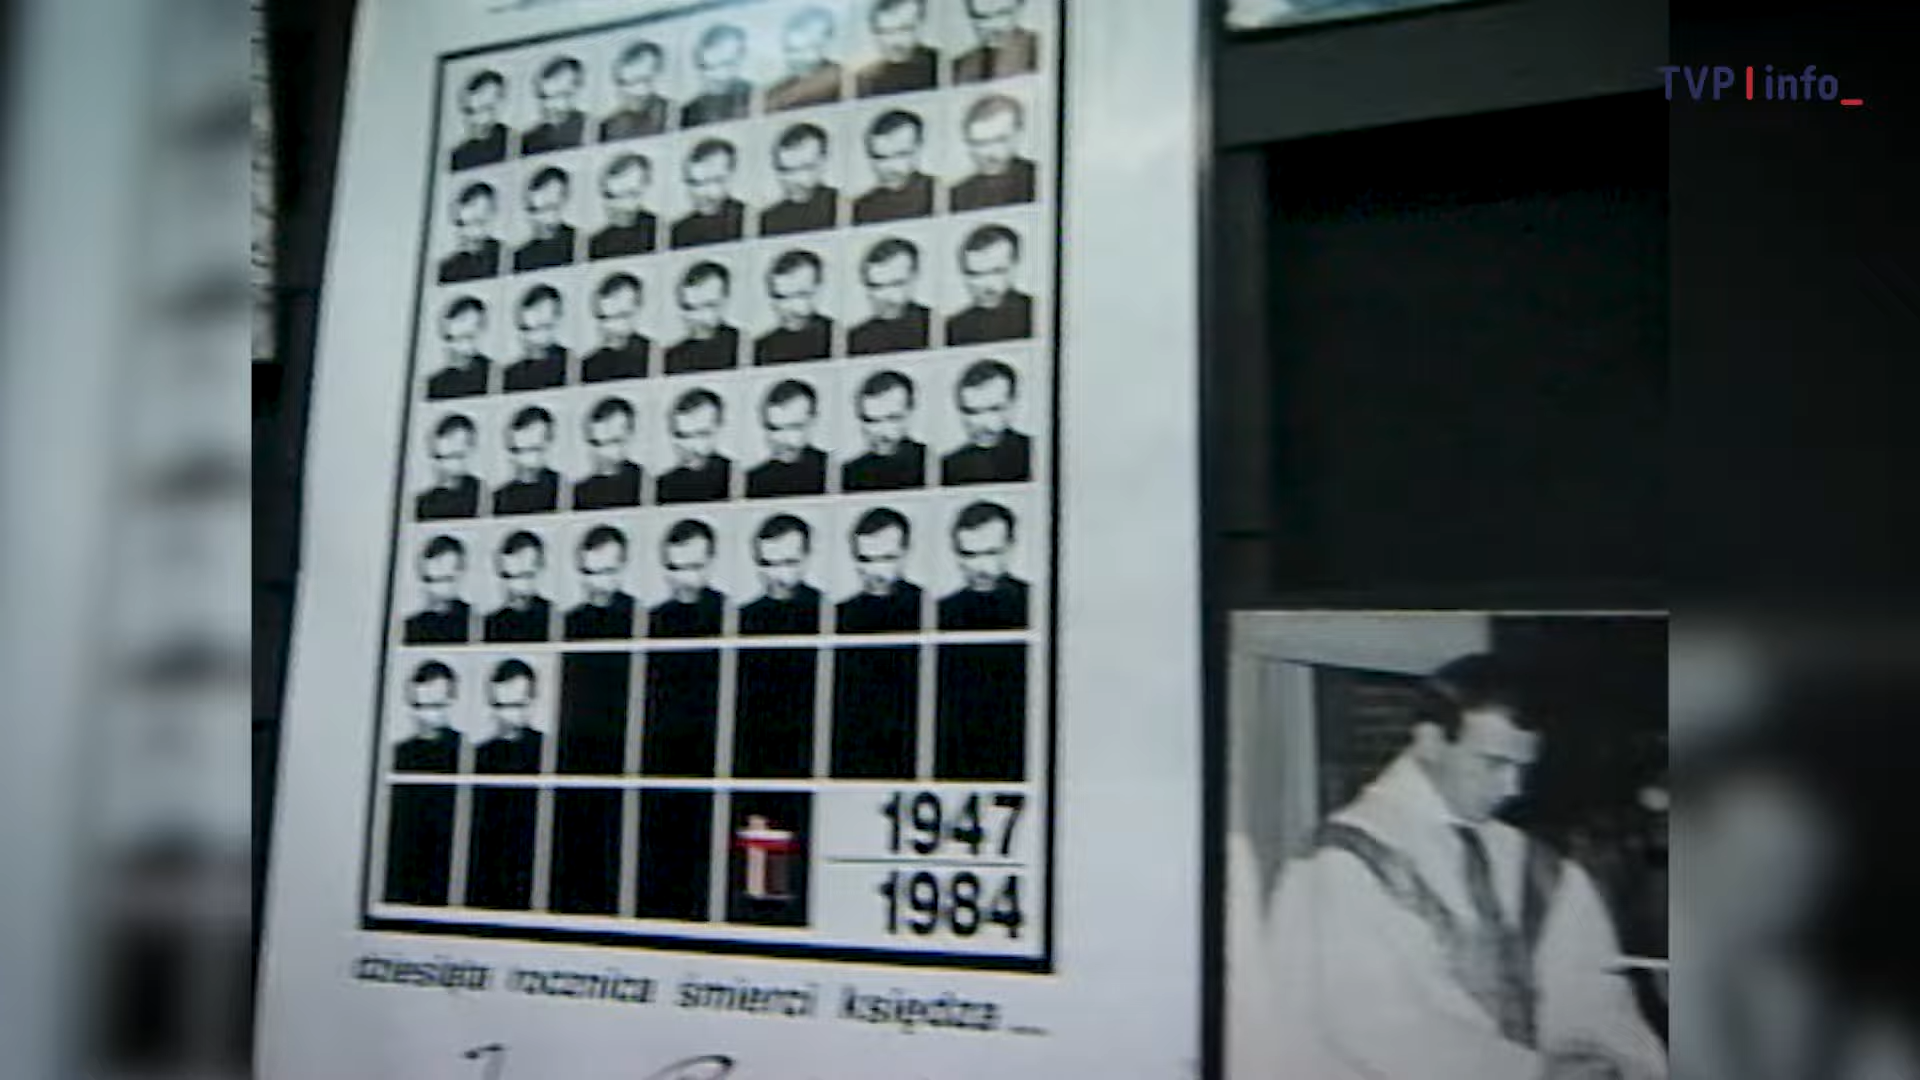 TVP info_
1947
1984
dziesiąta rocznica śmierci księdza...